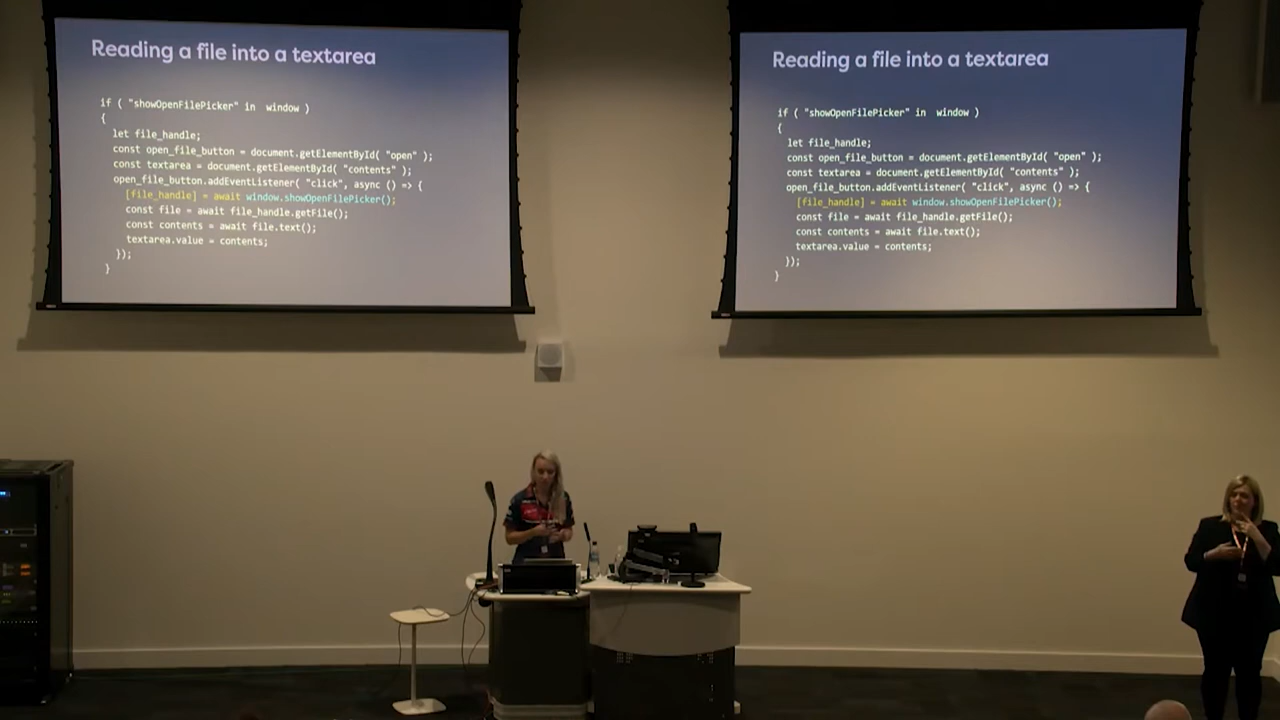 Reading a file into a textarea
if ( "showOpenFilePicker" in window )
{
let file_handle;
const open_file_button = document.getElementById( "open" );
const textarea = document.getElementById( "contents" );
open_file_button.addEventListener( "click", async () => {
[file_handle] = await window.showOpenFilePicker();
const file = await file_handle.getFile();
const contents = await file.text();
textarea.value = contents;
});
}
Reading a file into a textarea
if ( "showOpenFilePicker" in window )
{
let file_handle;
const open_file_button = document.getElementById( "open" );
const textarea = document.getElementById( "contents" );
open_file_button.addEventListener( "click", async () => {
[file_handle] = await window.showOpenFilePicker();
const file = await file_handle.getFile();
const contents = await file.text();
textarea.value = contents;
});
}